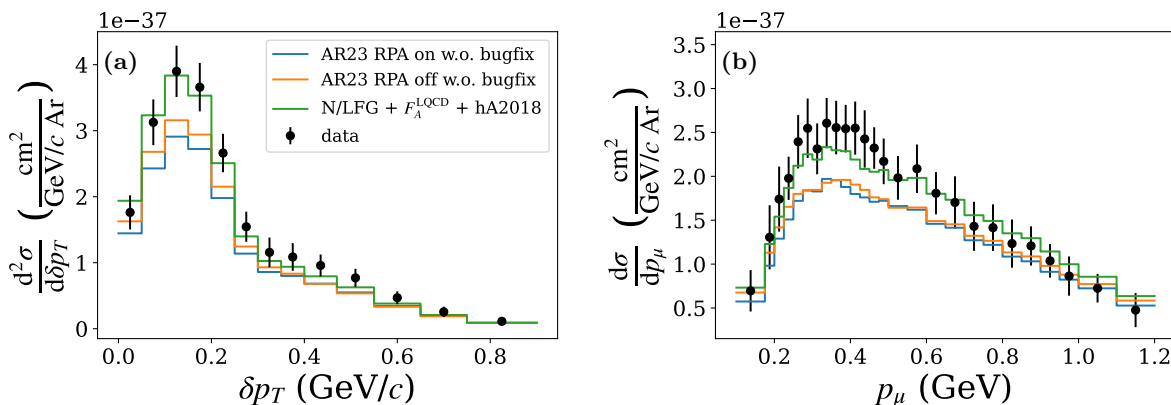 1e−37
(a)
AR23 RPA on w.o. bugfix
AR23 RPA off w.o. bugfix
N/LFG + F_A^LQCD + hA2018
data
4
3
2
1
0
d²σ/dδp_T (cm²/GeV/c Ar)
0.0 0.2 0.4 0.6 0.8
δp_T (GeV/c)
1e−37
(b)
3.5
3.0
2.5
2.0
1.5
1.0
0.5
dσ/dp_μ (cm²/GeV/c Ar)
0.2 0.4 0.6 0.8 1.0 1.2
p_μ (GeV)